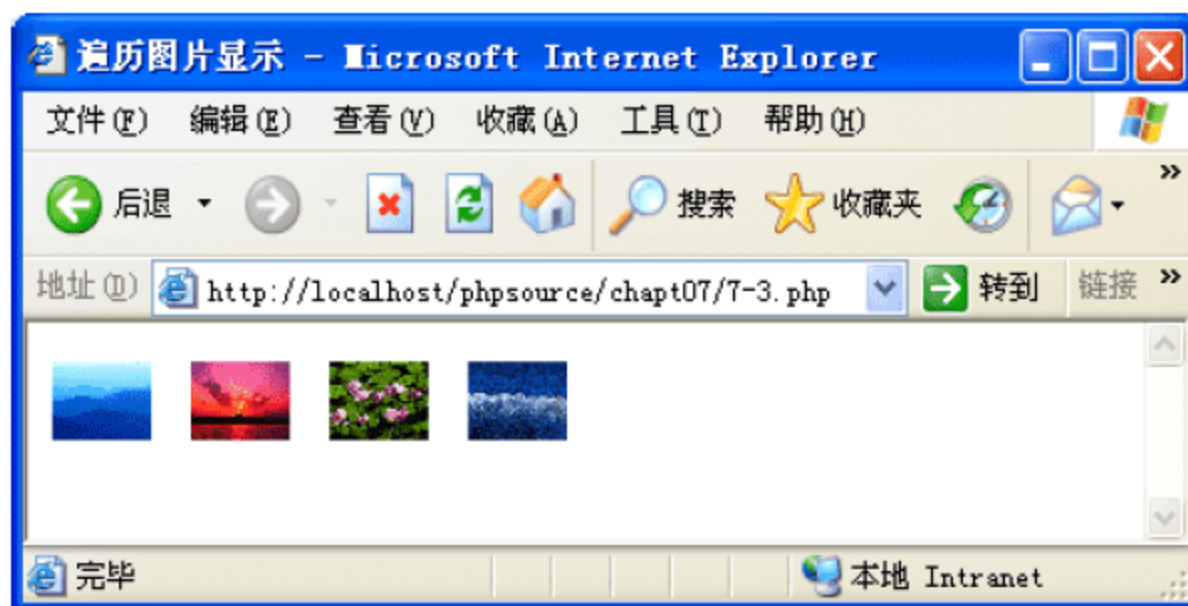 遍历图片显示 - Microsoft Internet Explorer
文件(F) 编辑(E) 查看(V) 收藏(A) 工具(T) 帮助(H)
后退 搜索 收藏夹 »
地址(D) http://localhost/phpsource/chapt07/7-3.php 转到 链接 »
完毕 本地 Intranet